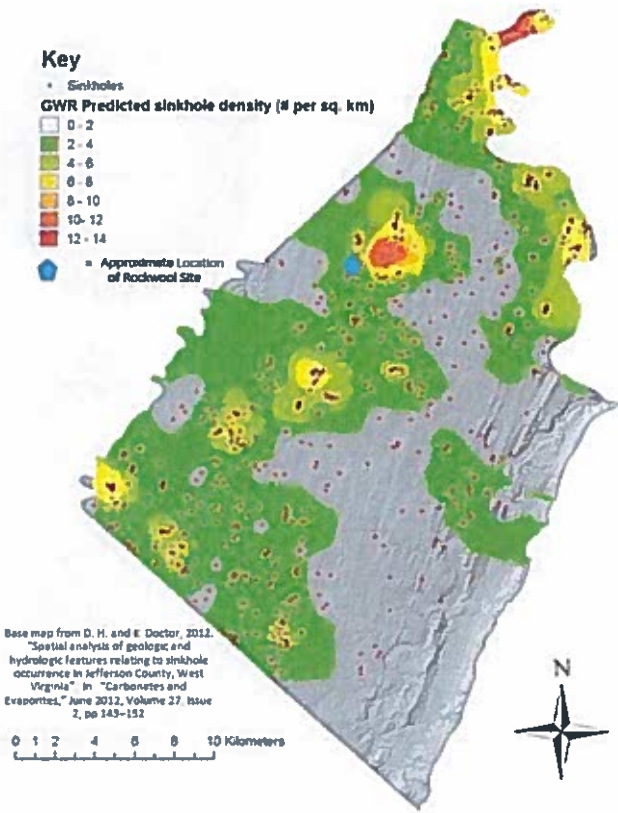 Key
Sinkholes
GWR Predicted sinkhole density (# per sq. km)
0 - 2
2 - 4
4 - 6
6 - 8
8 - 10
10- 12
12 - 14
= Approximate Location
of Rockwool Site
Base map from D. H. and E Doctor, 2012.
"Spatial analysis of geologic and
hydrologic features relating to sinkhole
occurrence in Jefferson County, West
Virginia". In "Carbonates and
Evaporites," June 2012, Volume 27, Issue
2, pp 143–152
0 1 2 4 6 8 10 Kilometers
N